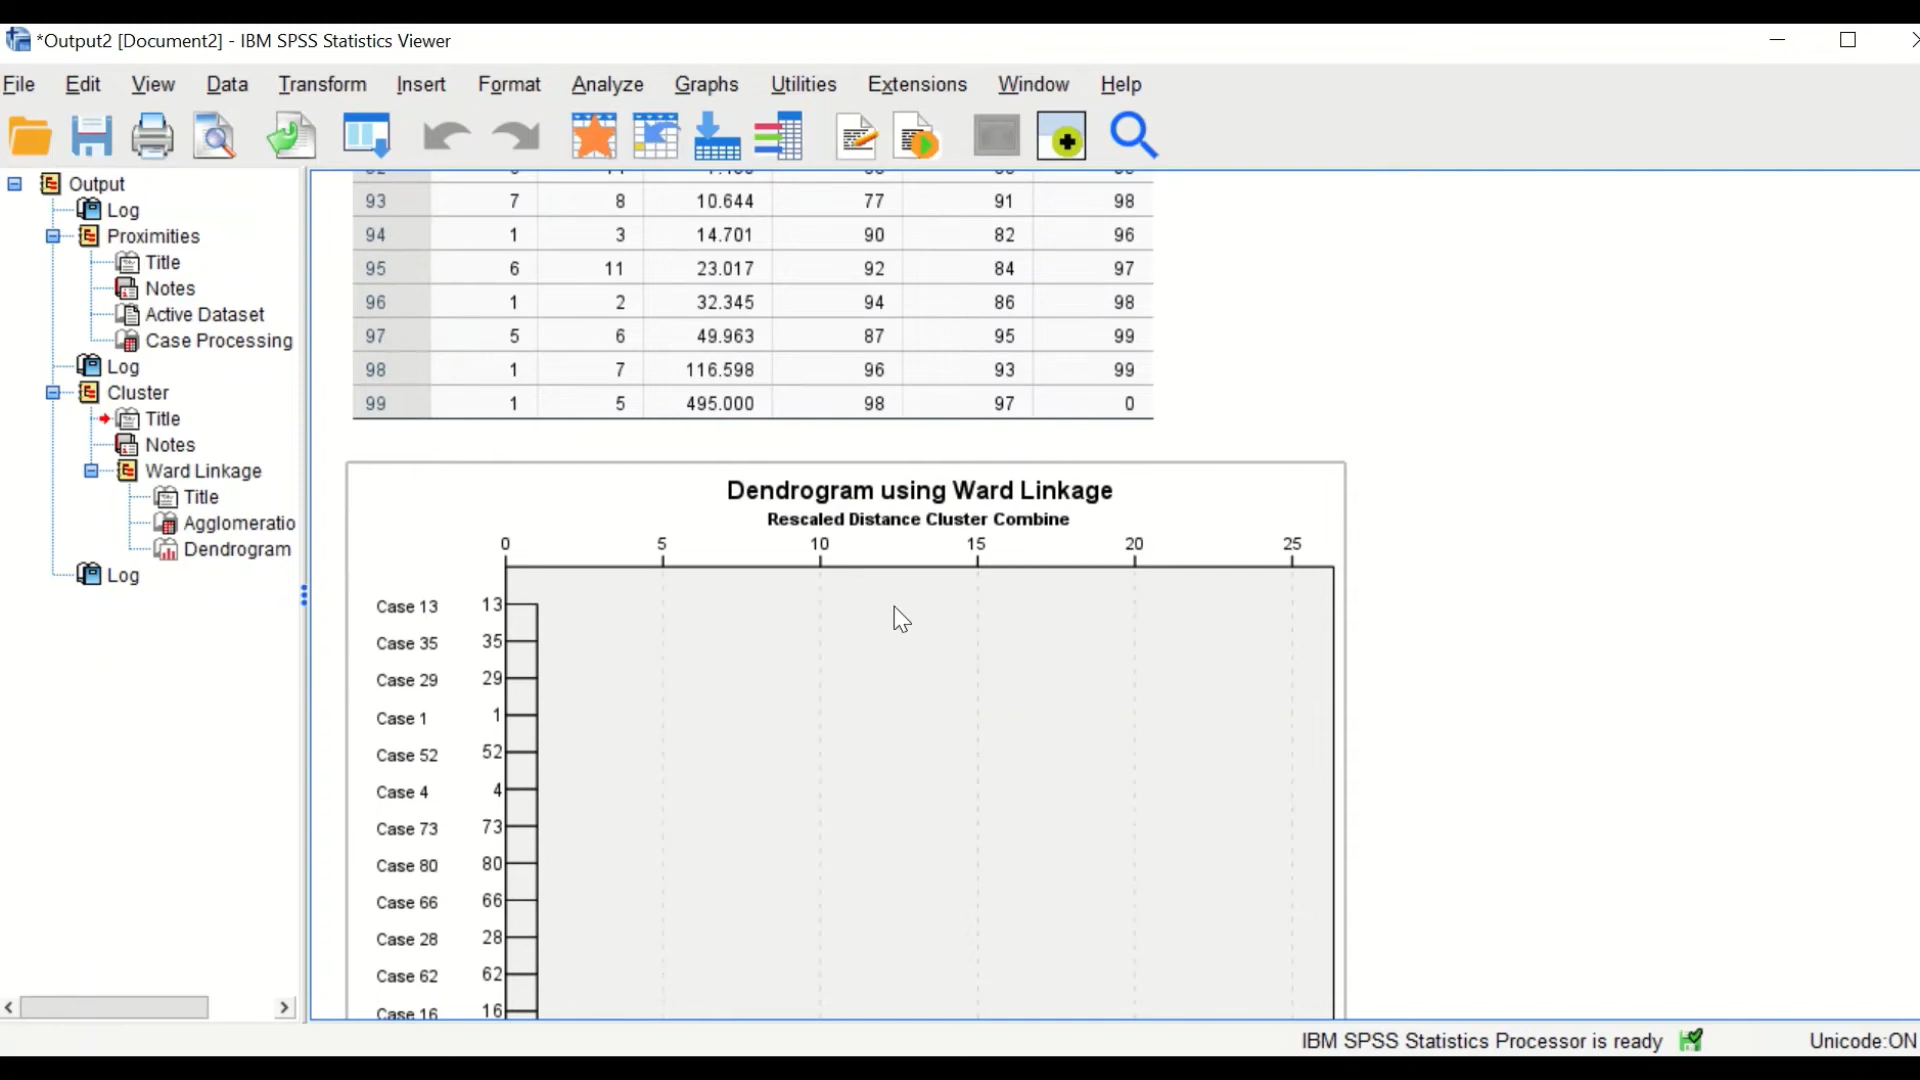 *Output2 [Document2] - IBM SPSS Statistics Viewer
File Edit View Data Transform Insert Format Analyze Graphs Utilities Extensions Window Help
Output
Log
Proximities
Title
Notes
Active Dataset
Case Processing
Log
Cluster
Title
Notes
Ward Linkage
Title
Agglomeratio
Dendrogram
Log
93 7 8 10.644 77 91 98
94 1 3 14.701 90 82 96
95 6 11 23.017 92 84 97
96 1 2 32.345 94 86 98
97 5 6 49.963 87 95 99
98 1 7 116.598 96 93 99
99 1 5 495.000 98 97 0
Dendrogram using Ward Linkage
Rescaled Distance Cluster Combine
0 5 10 15 20 25
Case 13 13
Case 35 35
Case 29 29
Case 1 1
Case 52 52
Case 4 4
Case 73 73
Case 80 80
Case 66 66
Case 28 28
Case 62 62
Case 16 16
IBM SPSS Statistics Processor is ready Unicode:ON